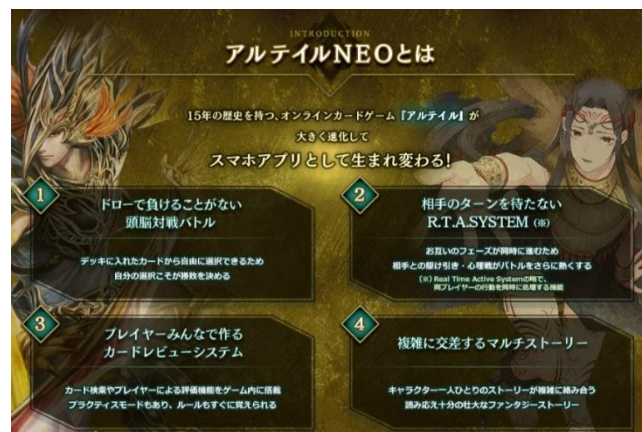 INTRODUCTION
アルテイルNEOとは
15年の歴史を持つ、オンラインカードゲーム『アルテイル』が
大きく進化して
スマホアプリとして生まれ変わる!
1
ドローで負けることがない
頭脳対戦バトル
デッキに入れたカードから自由に選択できるため
自分の選択こそが勝敗を決める
2
相手のターンを待たない
R.T.A.SYSTEM (※)
お互いのフェーズが同時に進むため
相手との駆け引き・心理戦がバトルをさらに熱くする
(※) Real Time Active Systemの略で、
両プレイヤーの行動を同時に処理する機能
3
プレイヤーみんなで作る
カードレビューシステム
カード検索やプレイヤーによる評価機能をゲーム内に搭載
プラクティスモードもあり、ルールもすぐに覚えられる
4
複雑に交差するマルチストーリー
キャラクター一人ひとりのストーリーが複雑に絡み合う
読み応え十分の壮大なファンタジーストーリー